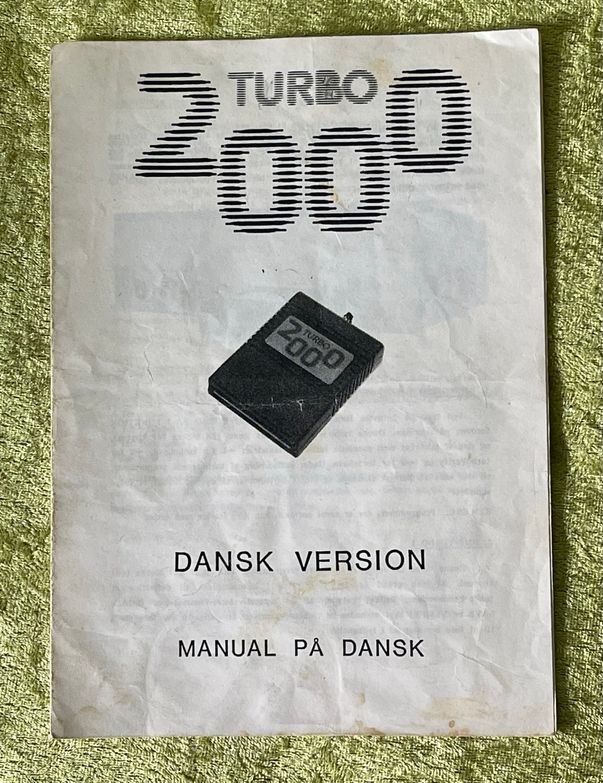 TURBO
2000
TURBO
2000
DANSK VERSION
MANUAL PÅ DANSK